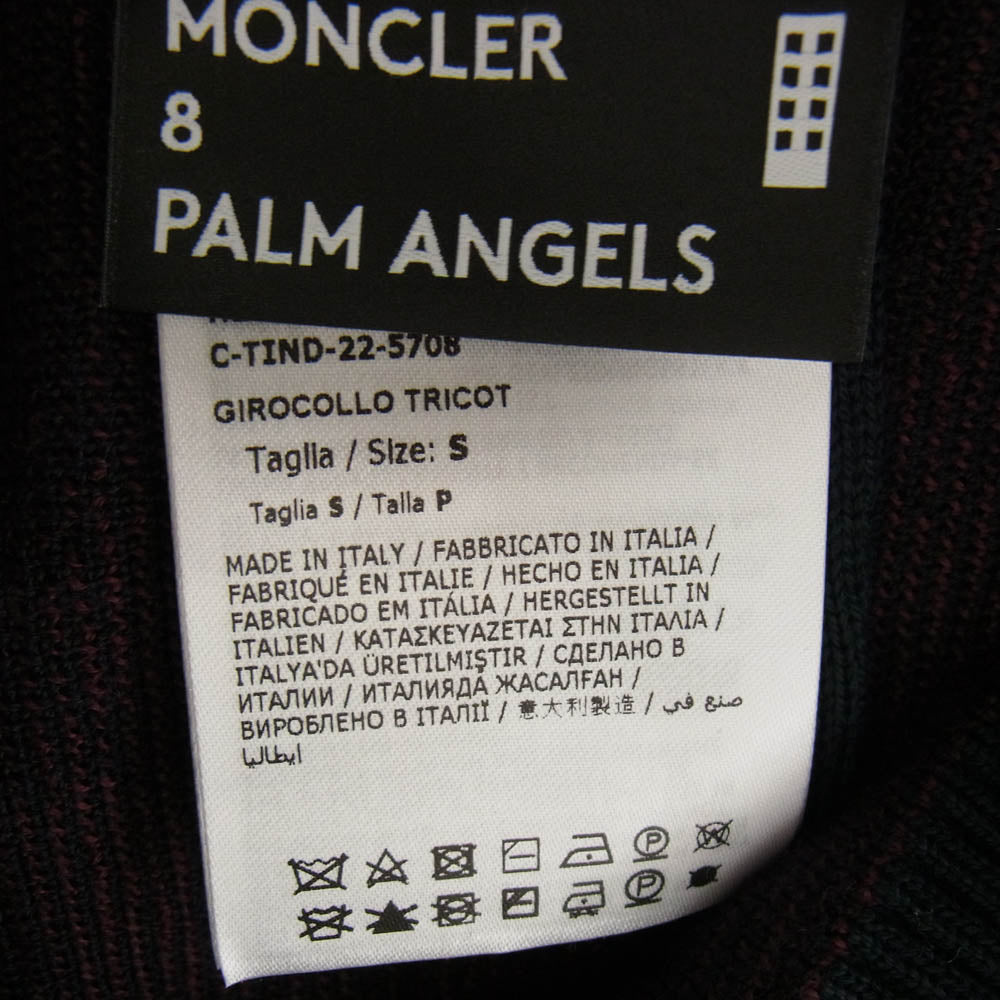 MONCLER
8
PALM ANGELS
C-TIND-22-5708
GIROCOLLO TRICOT
Taglia / Size: S
Taglia S / Talla P
MADE IN ITALY / FABBRICATO IN ITALIA /
FABRIQUÉ EN ITALIE / HECHO EN ITALIA /
FABRICADO EM ITÁLIA / HERGESTELLT IN
ITALIEN / ΚΑΤΑΣΚΕΥΑΖΕΤΑΙ ΣΤΗΝ ΙΤΑΛΙΑ /
ITALYA'DA ÜRETILMIŞTIR / СДЕЛАНО В
ИТАЛИИ / ИТАЛИЯДА ЖАСАЛҒАН /
ВИРОБЛЕНО В ІТАЛІЇ / 意大利製造 / صنع في
ايطاليا
P
W
P